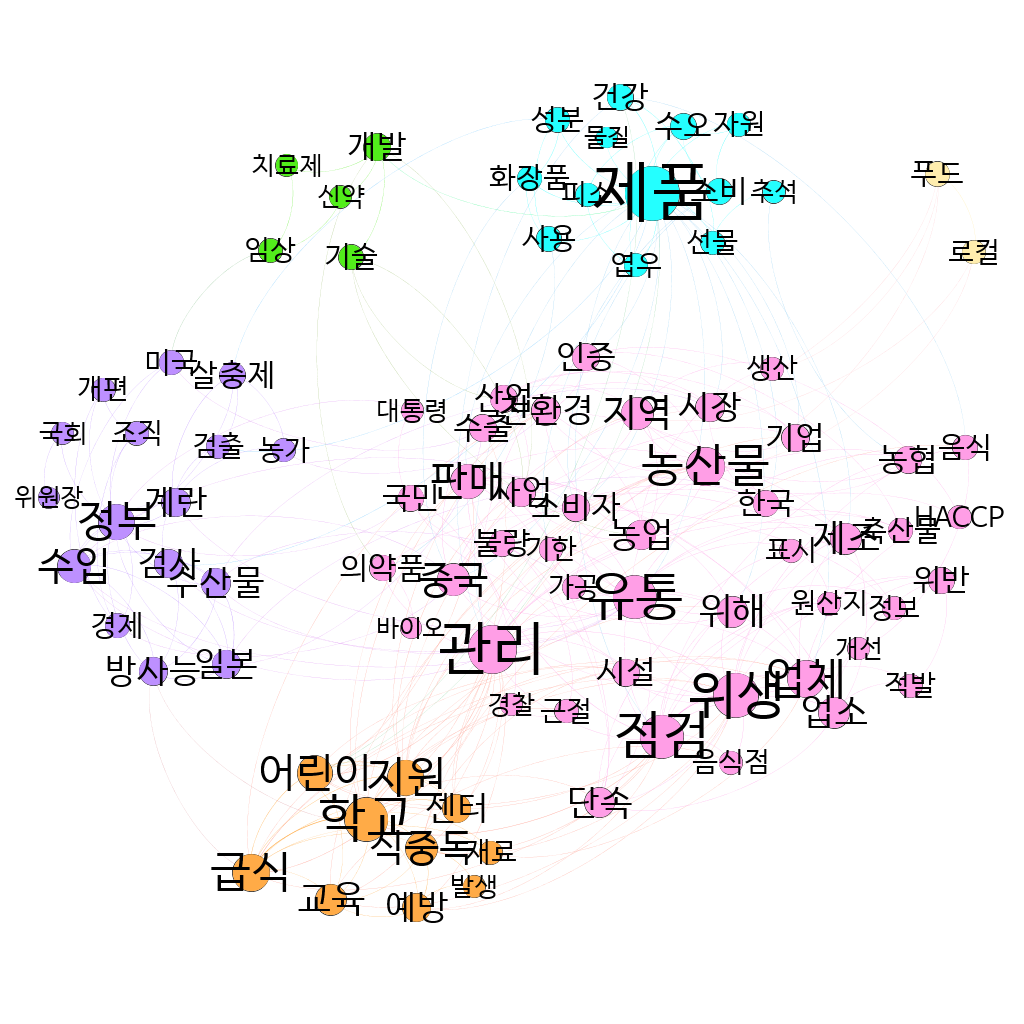 건강
성분
물질
수오
자원
개발
치료제
신약
화장품
피소
제품
소비
추석
푸드
임상
기술
사용
엽우
선물
로컬
미국
살충제
개편
인증
생산
산업
친환경
대통령
수출
지역
시장
기업
국회
조직
검출
농가
판매
사업
농산물
농협
음식
위원장
정부
계란
국민
소비자
한국
HACCP
불량
기한
농업
표시
제조
축산물
수입
검사
수산물
의약품
중국
가공
유통
위해
원산지
정보
위반
경제
바이오
관리
개선
방사능
일본
시설
위생
업체
적발
경찰
근절
업소
점검
음식점
어린이
지원
단속
학교
센터
식중독
재료
급식
교육
예방
발생